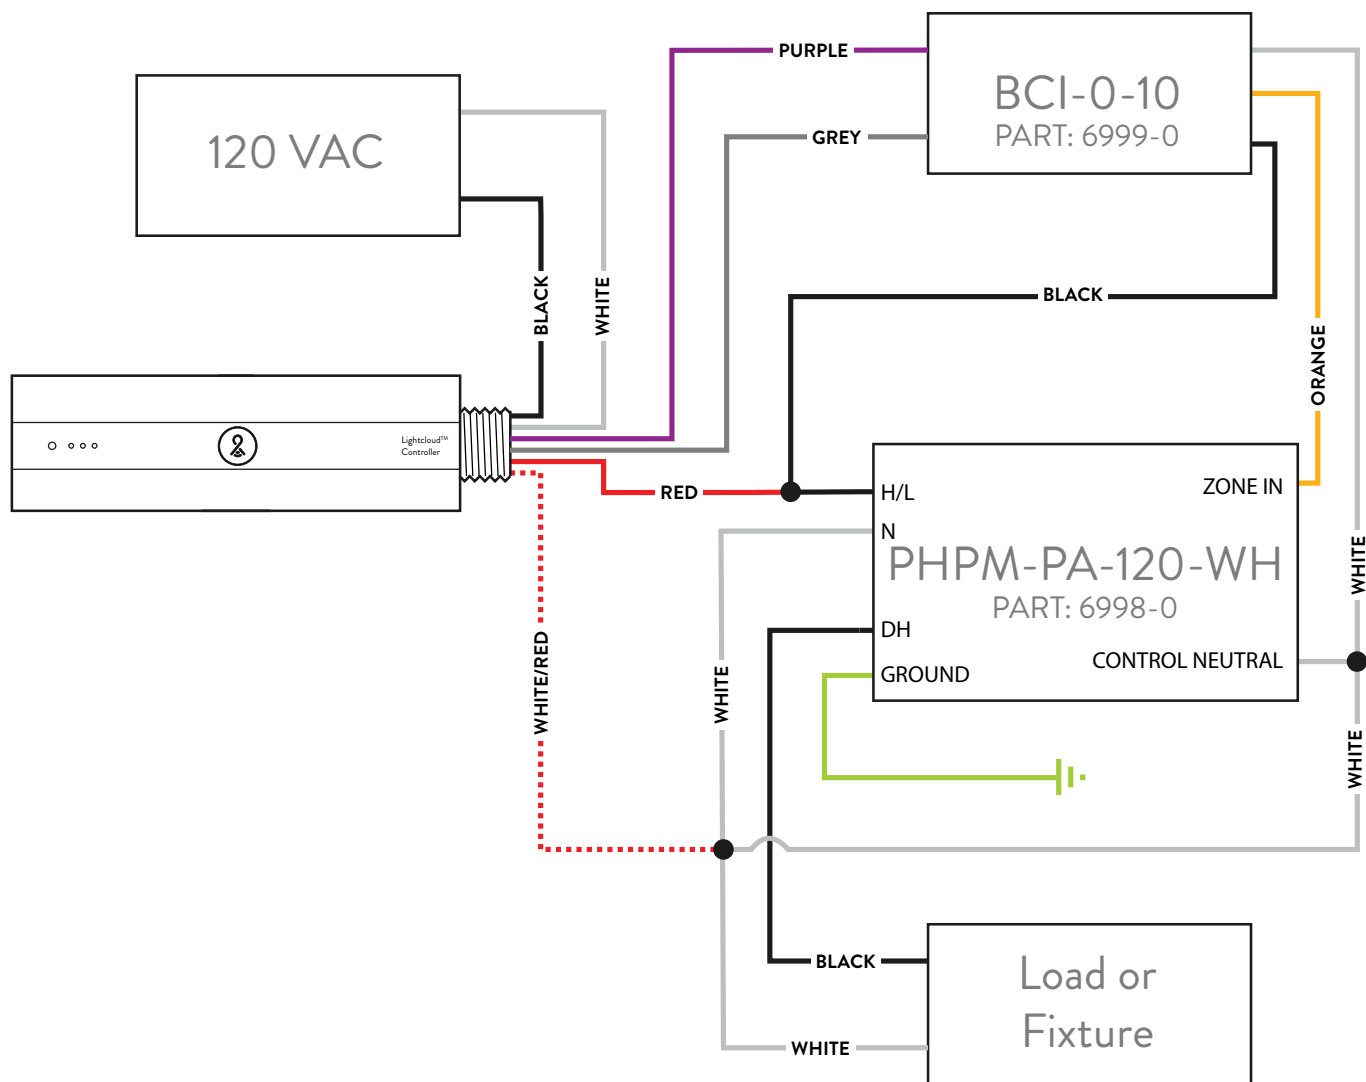 PURPLE
BCI-0-10
PART: 6999-0
120 VAC
GREY
BLACK
WHITE
BLACK
ORANGE
Lightcloud™
Controller
RED
H/L
ZONE IN
N
PHPM-PA-120-WH
PART: 6998-0
WHITE
DH
CONTROL NEUTRAL
GROUND
WHITE/RED
WHITE
WHITE
BLACK
Load or
Fixture
WHITE